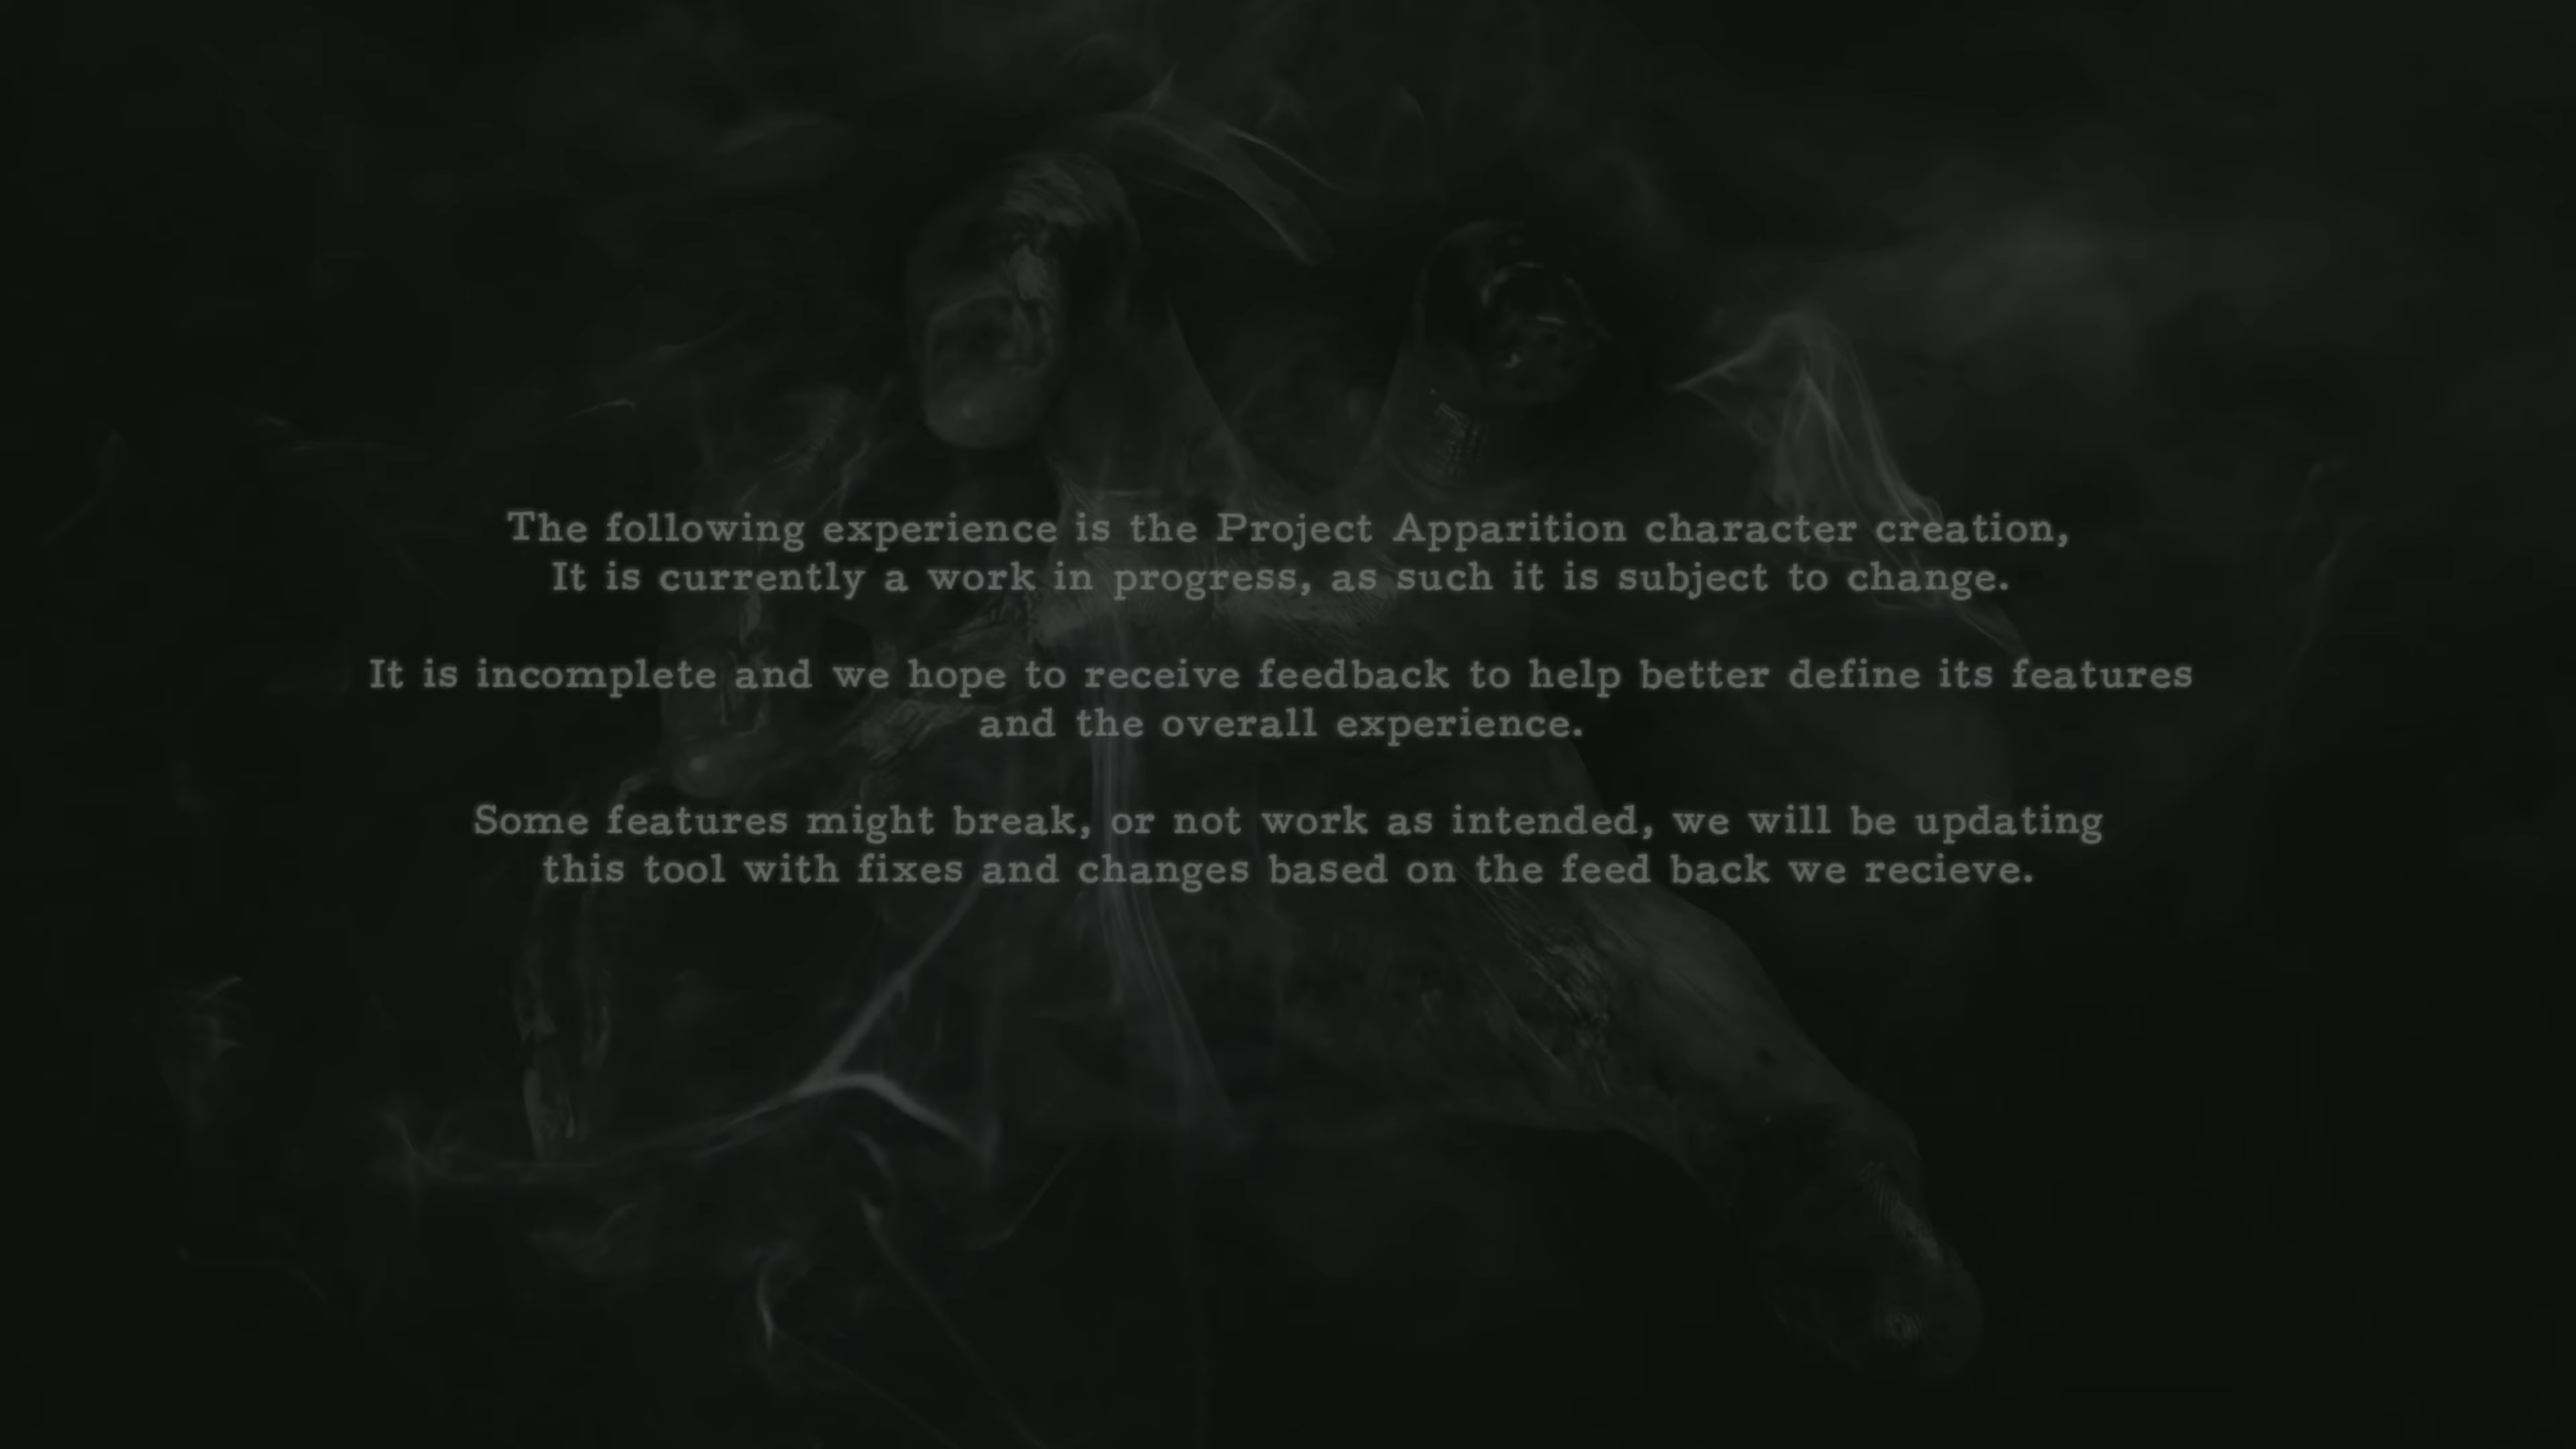 The following experience is the Project Apparition character creation,
It is currently a work in progress, as such it is subject to change.
It is incomplete and we hope to receive feedback to help better define its features
and the overall experience.
Some features might break, or not work as intended, we will be updating
this tool with fixes and changes based on the feed back we recieve.